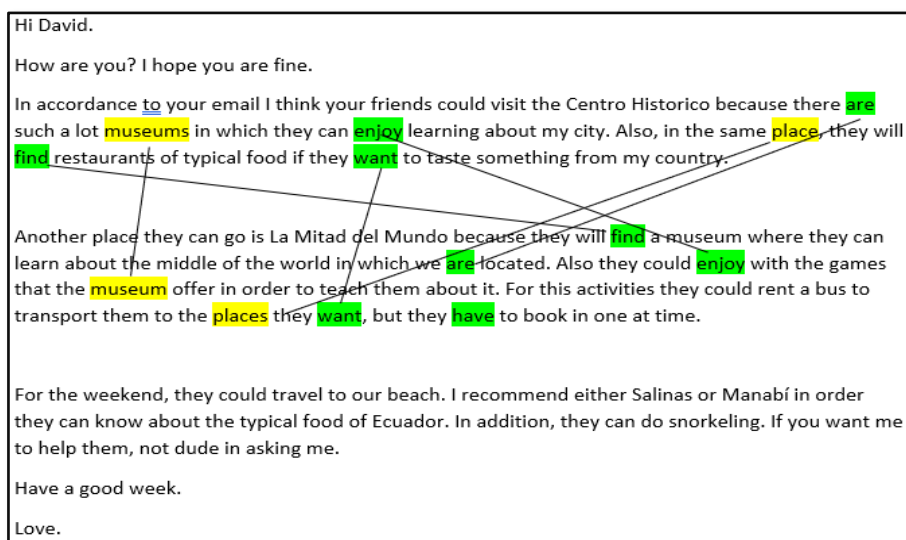 Hi David.
How are you? I hope you are fine.
In accordance to your email I think your friends could visit the Centro Historico because there are
such a lot museums in which they can enjoy learning about my city. Also, in the same place, they will
find restaurants of typical food if they want to taste something from my country.
Another place they can go is La Mitad del Mundo because they will find a museum where they can
learn about the middle of the world in which we are located. Also they could enjoy with the games
that the museum offer in order to teach them about it. For this activities they could rent a bus to
transport them to the places they want, but they have to book in one at time.
For the weekend, they could travel to our beach. I recommend either Salinas or Manabí in order
they can know about the typical food of Ecuador. In addition, they can do snorkeling. If you want me
to help them, not dude in asking me.
Have a good week.
Love.